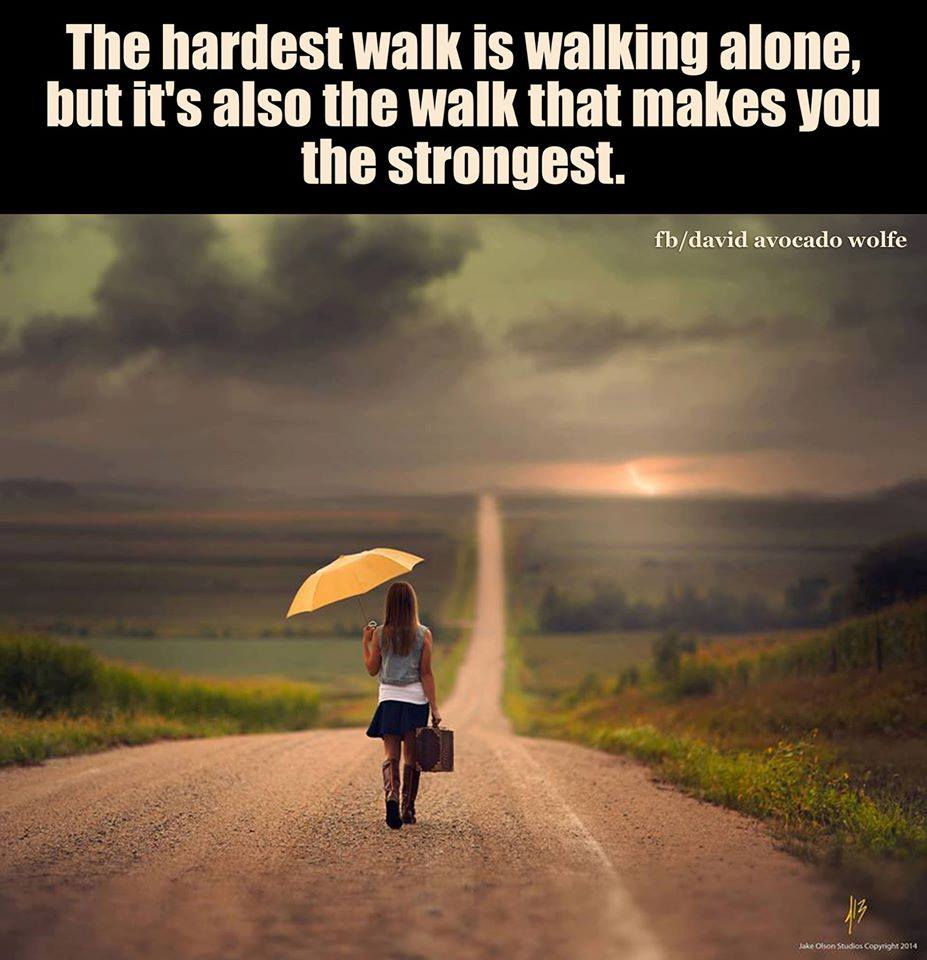 The hardest walk is walking alone,
but it's also the walk that makes you
the strongest.
fb/david avocado wolfe
Jake Olson Studios Copyright 2014